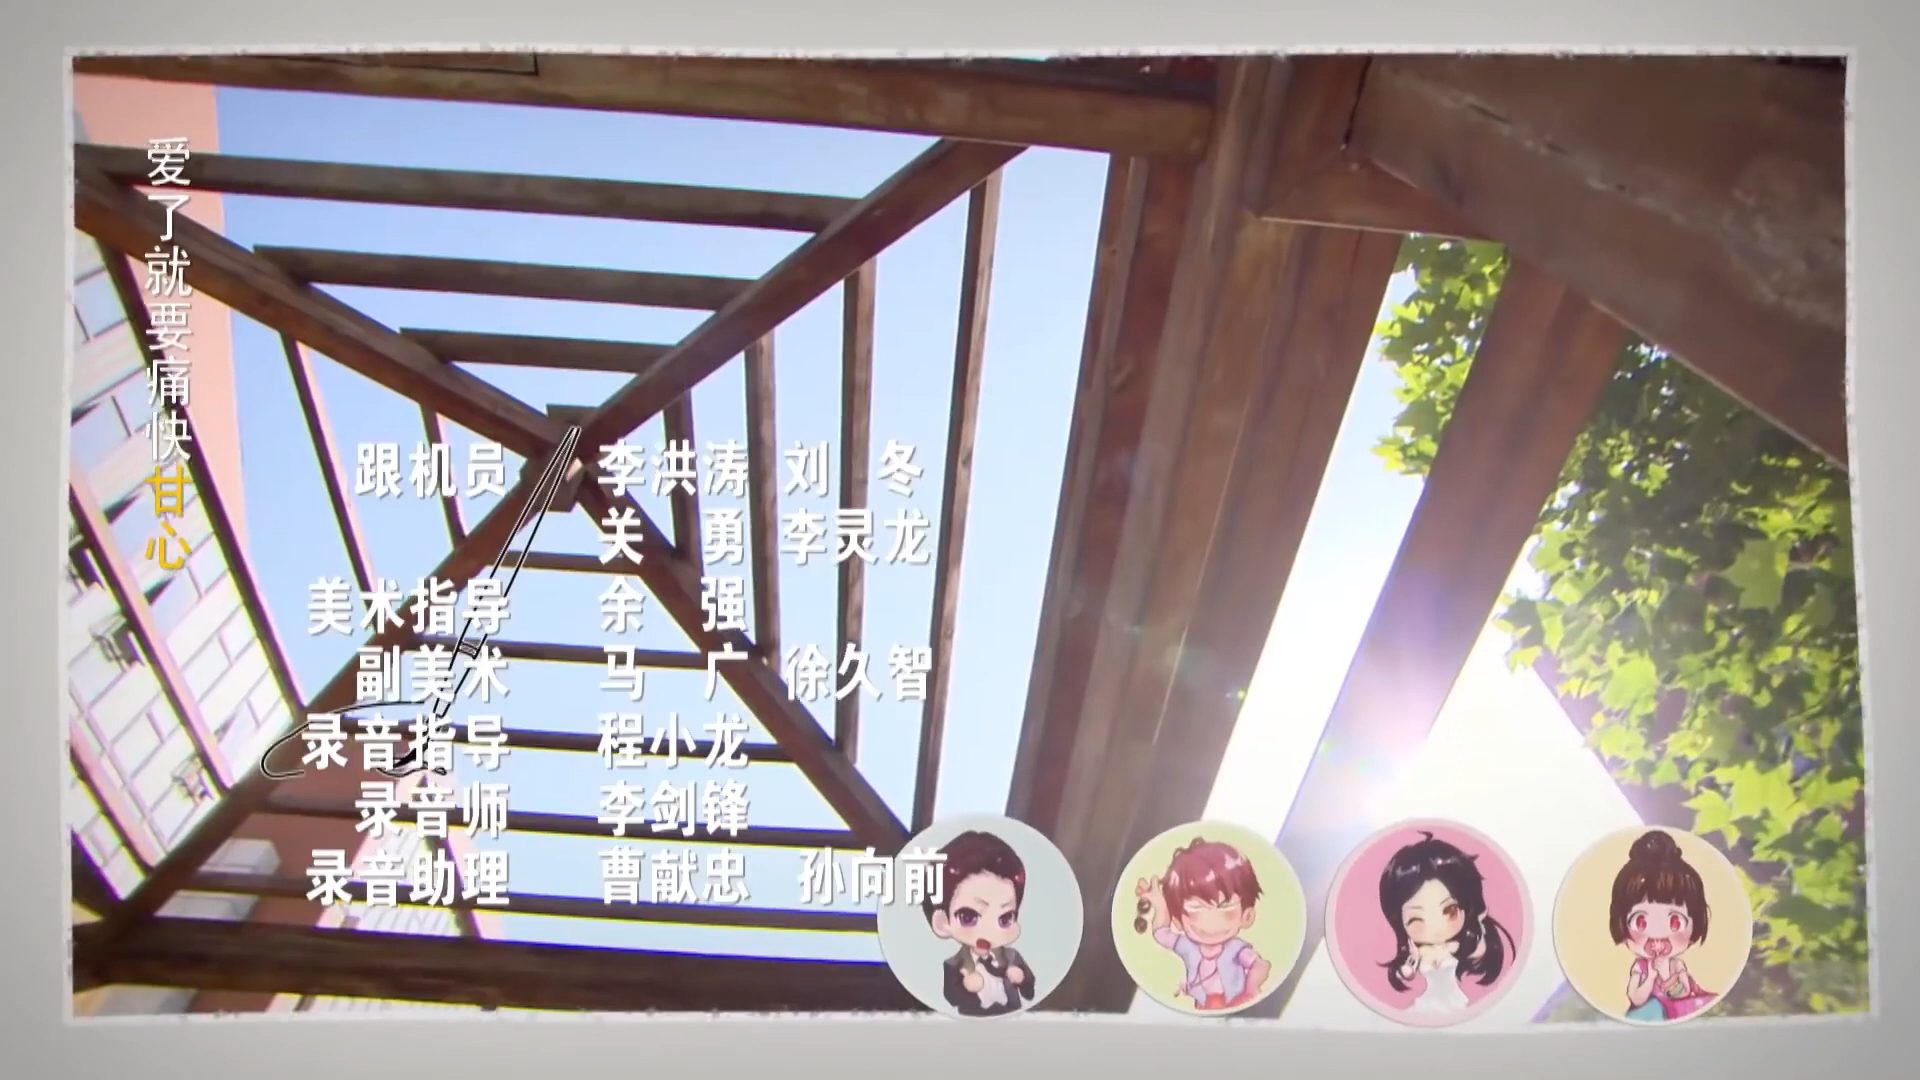 爱了就要痛快甘心
跟机员 李洪涛 刘 冬
关 勇 李灵龙
美术指导 余 强
副美术 马 广 徐久智
录音指导 程小龙
录音师 李剑锋
录音助理 曹献忠 孙向前